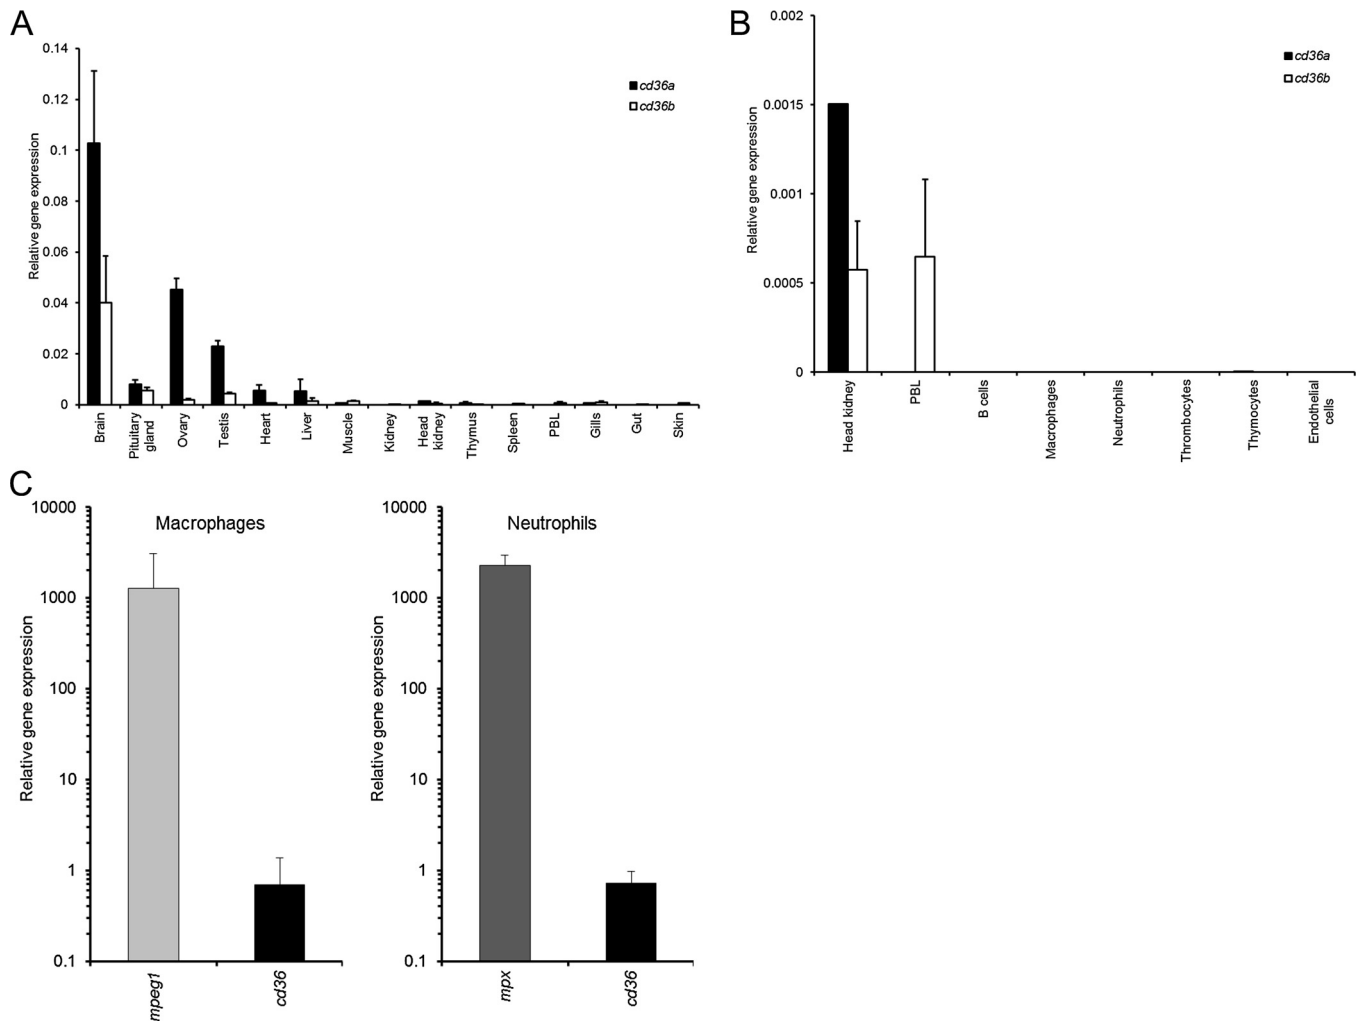 A
Relative gene expression
0.14
0.12
0.1
0.08
0.06
0.04
0.02
0
cd36a
cd36b
Brain
Pituitary
gland
Ovary
Testis
Heart
Liver
Muscle
Kidney
Head
kidney
Thymus
Spleen
PBL
Gills
Gut
Skin
B
Relative gene expression
0.002
0.0015
0.001
0.0005
0
cd36a
cd36b
Head kidney
PBL
B cells
Macrophages
Neutrophils
Thrombocytes
Thymocytes
Endothelial
cells
C
Relative gene expression
10000
1000
100
10
1
0.1
Macrophages
mpeg1
cd36
Relative gene expression
10000
1000
100
10
1
0.1
Neutrophils
mpx
cd36